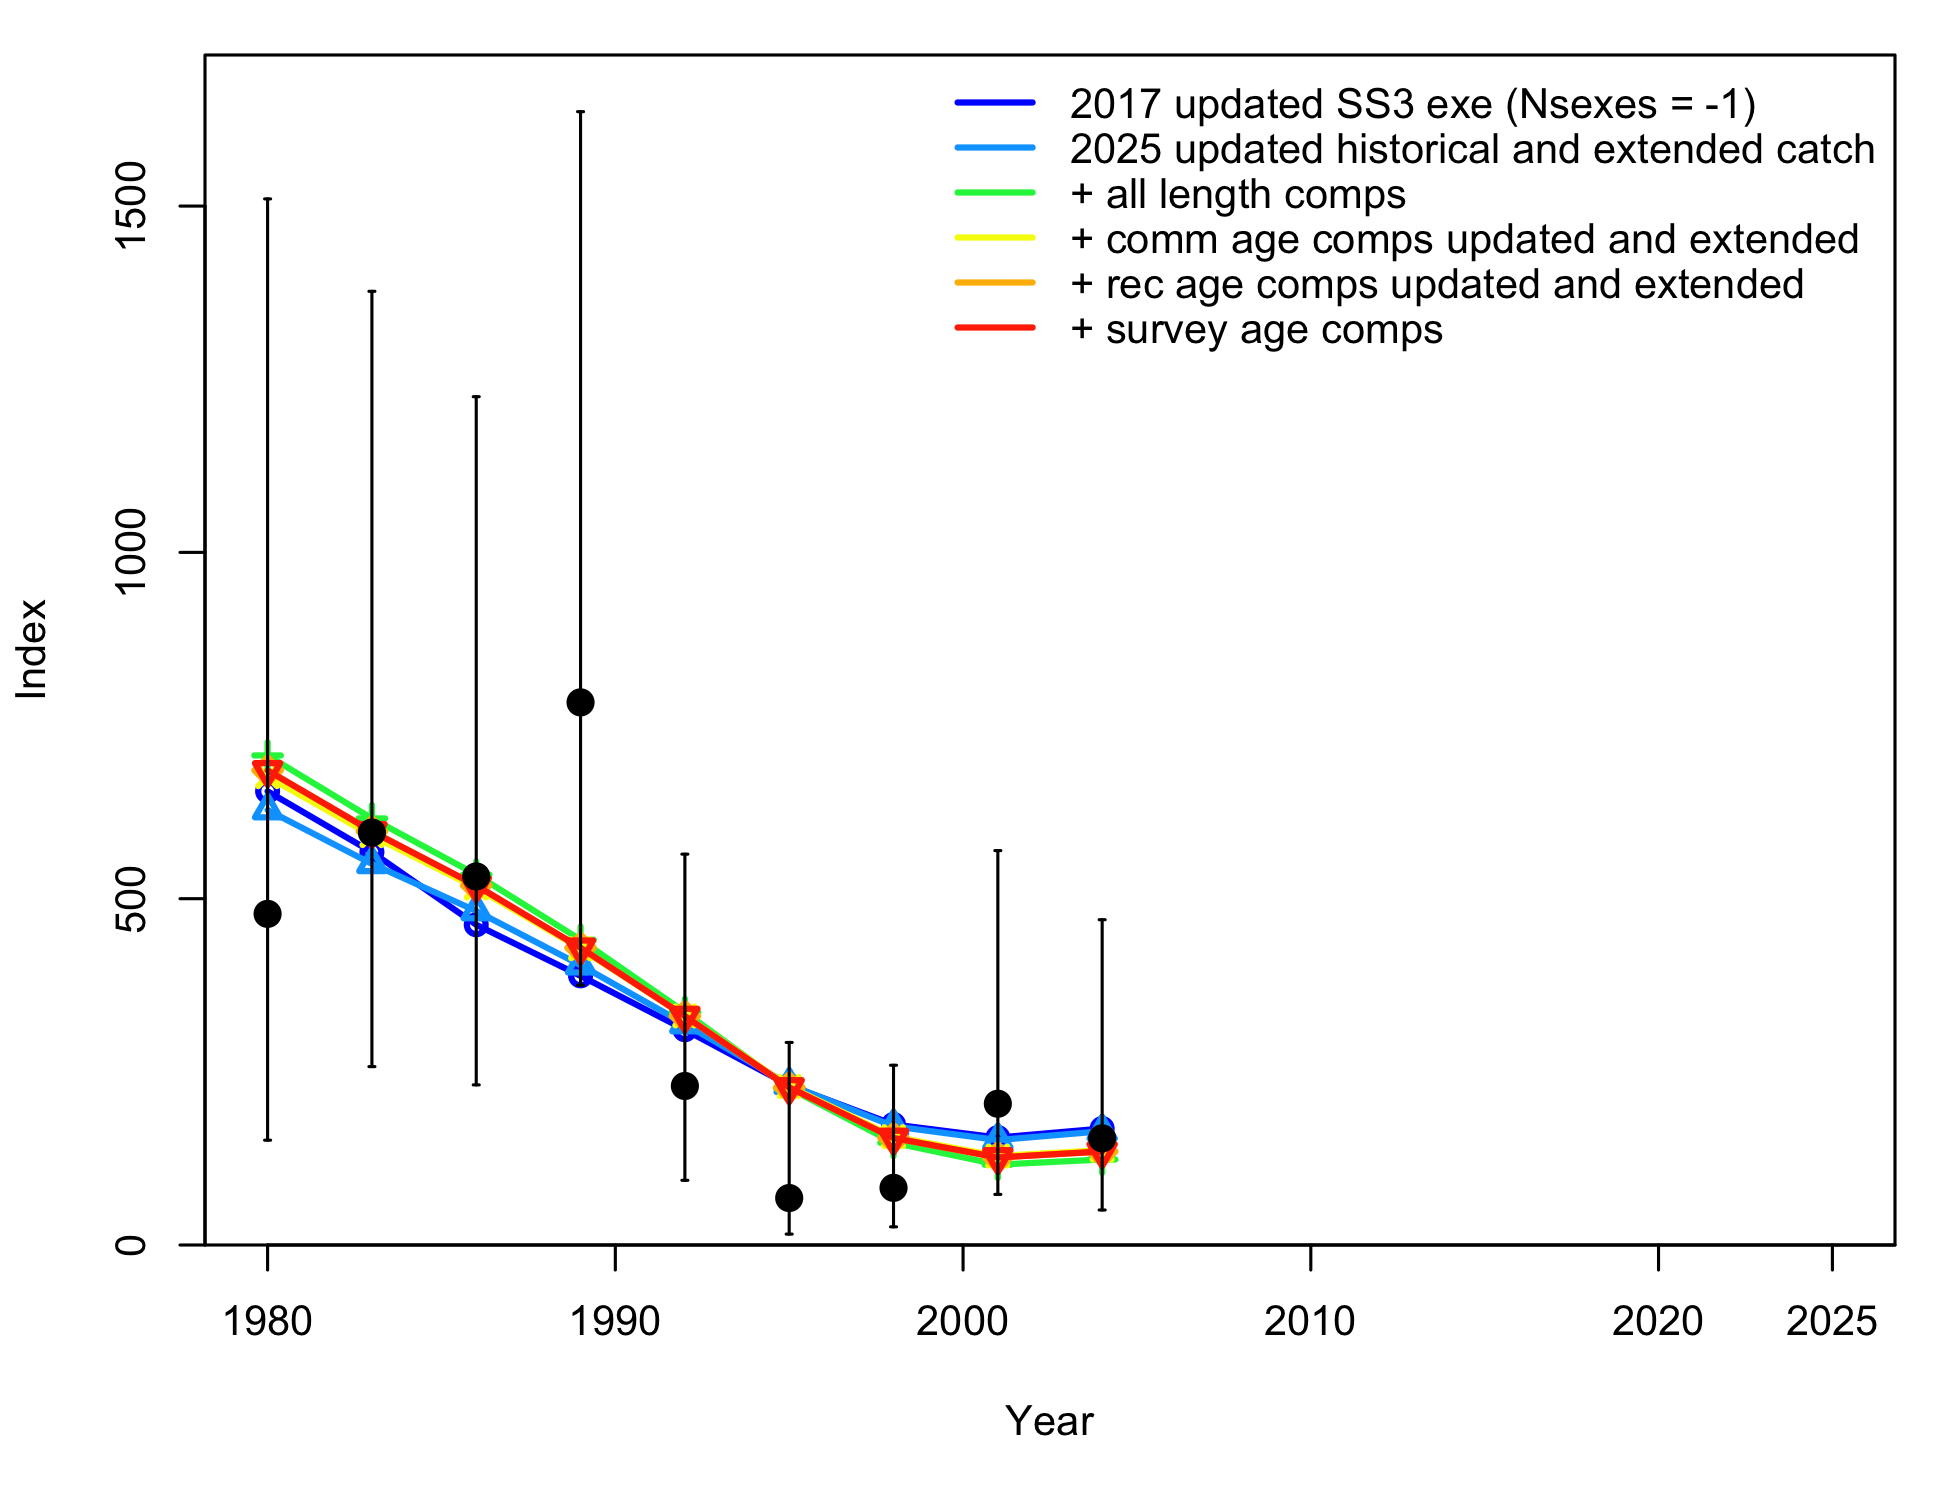 2017 updated SS3 exe (Nsexes = -1)
2025 updated historical and extended catch
+ all length comps
+ comm age comps updated and extended
+ rec age comps updated and extended
+ survey age comps
1500
1000
500
0
Index
1980 1990 2000 2010 2020 2025
Year